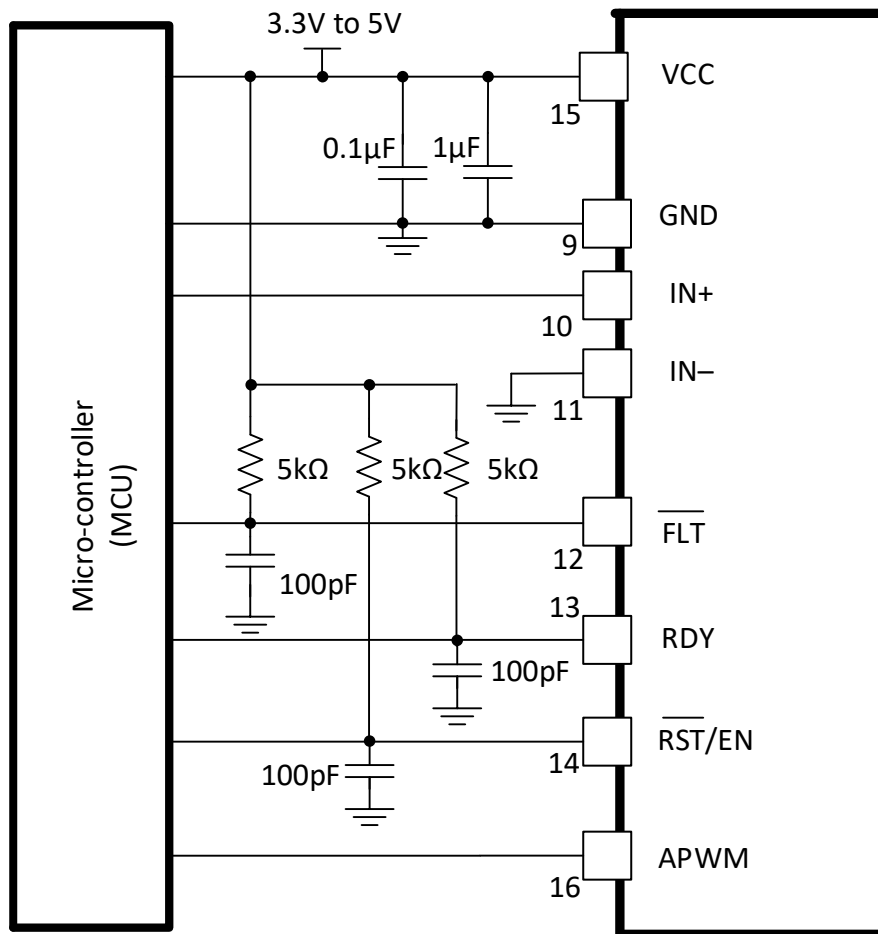 3.3V to 5V
VCC
15
0.1µF
1µF
GND
9
IN+
10
IN–
11
Micro-controller
(MCU)
5kΩ
5kΩ
5kΩ
FLT
12
100pF
13
RDY
100pF
RST/EN
14
100pF
APWM
16